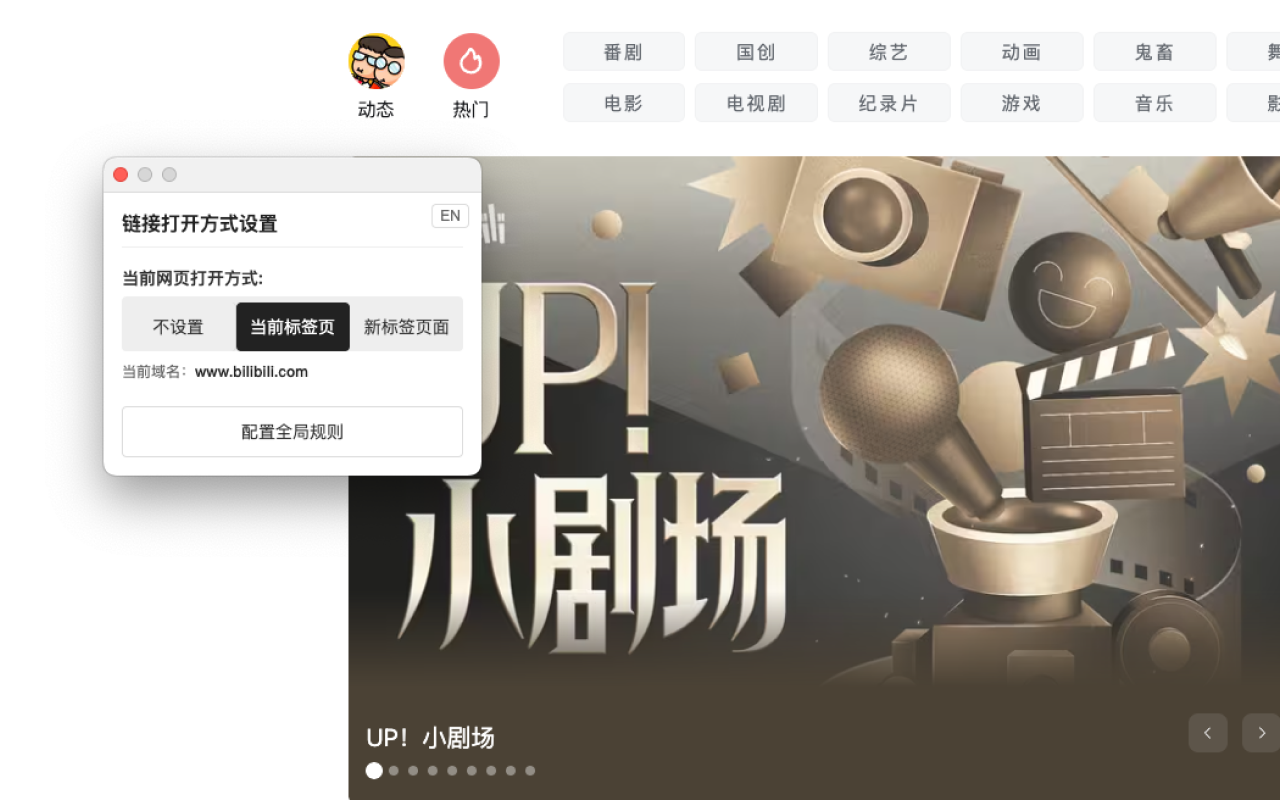 番剧
国创
综艺
动画
鬼畜
动态
热门
电影
电视剧
纪录片
游戏
音乐
链接打开方式设置
EN
当前网页打开方式:
不设置
当前标签页
新标签页面
当前域名：www.bilibili.com
配置全局规则
UP!
小剧场
UP！小剧场